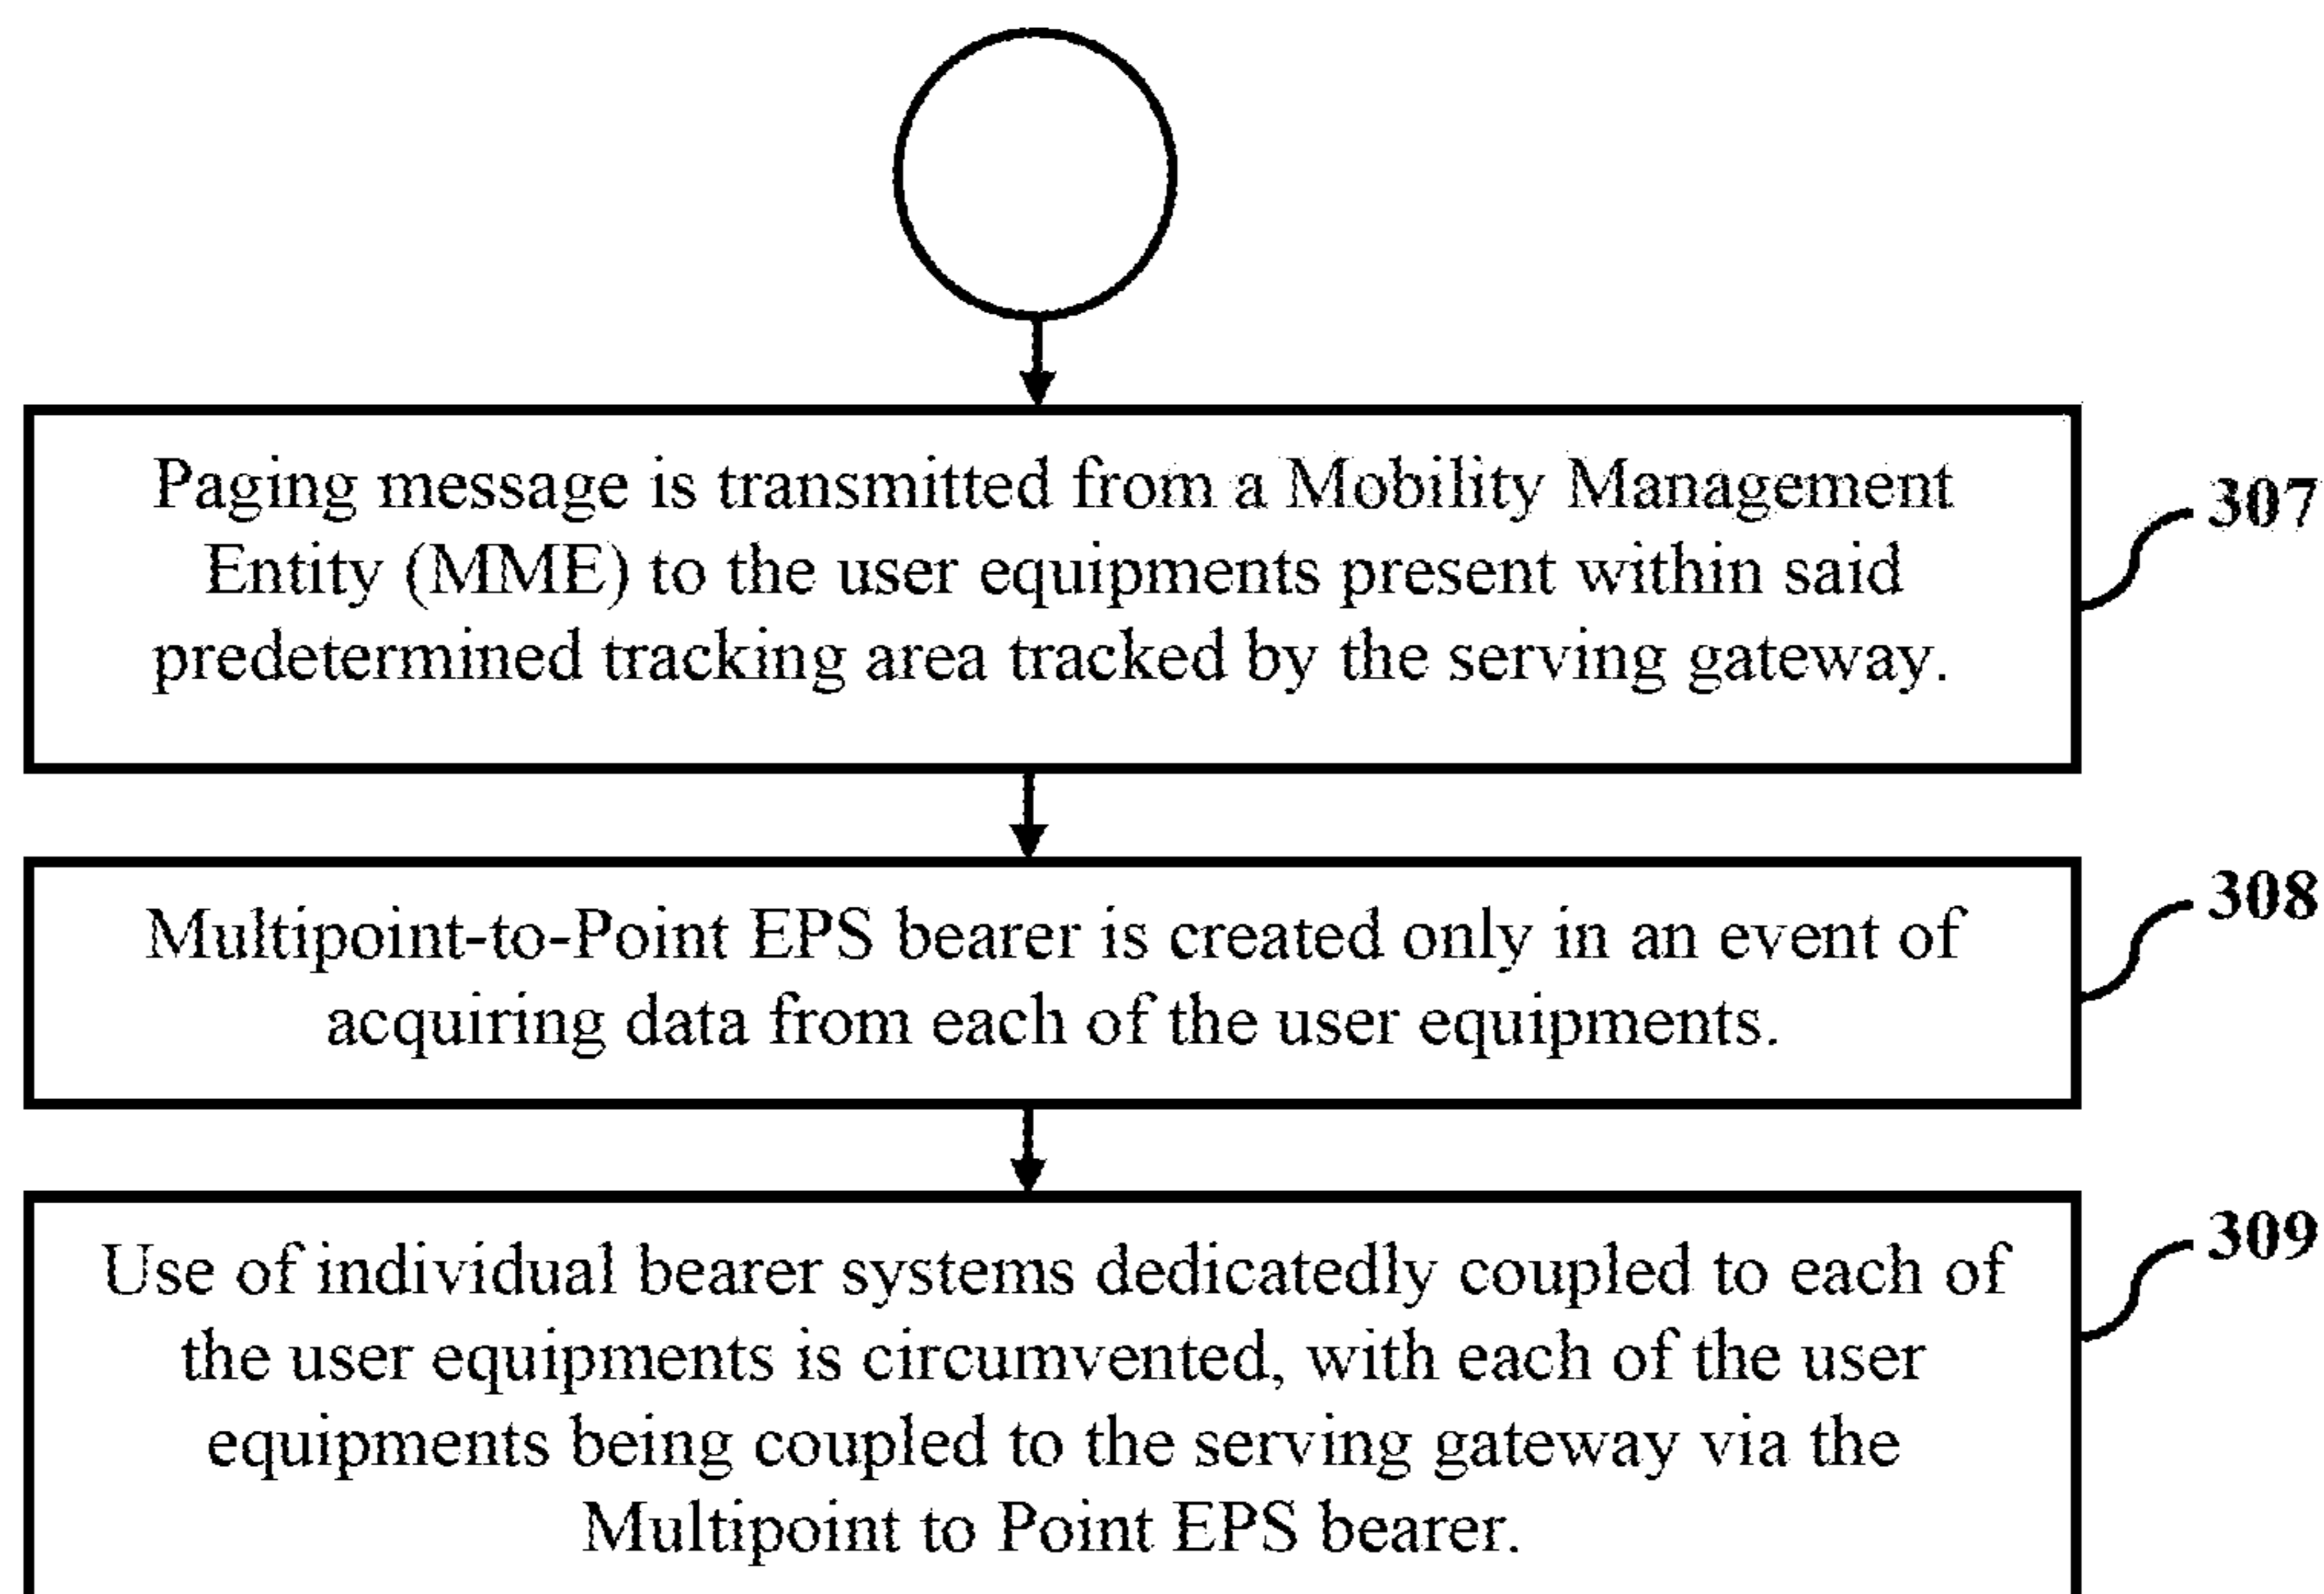 Paging message is transmitted from a Mobility Management
Entity (MME) to the user equipments present within said
predetermined tracking area tracked by the serving gateway.
307
Multipoint-to-Point EPS bearer is created only in an event of
acquiring data from each of the user equipments.
308
Use of individual bearer systems dedicatedly coupled to each of
the user equipments is circumvented, with each of the user
equipments being coupled to the serving gateway via the
Multipoint to Point EPS bearer.
309